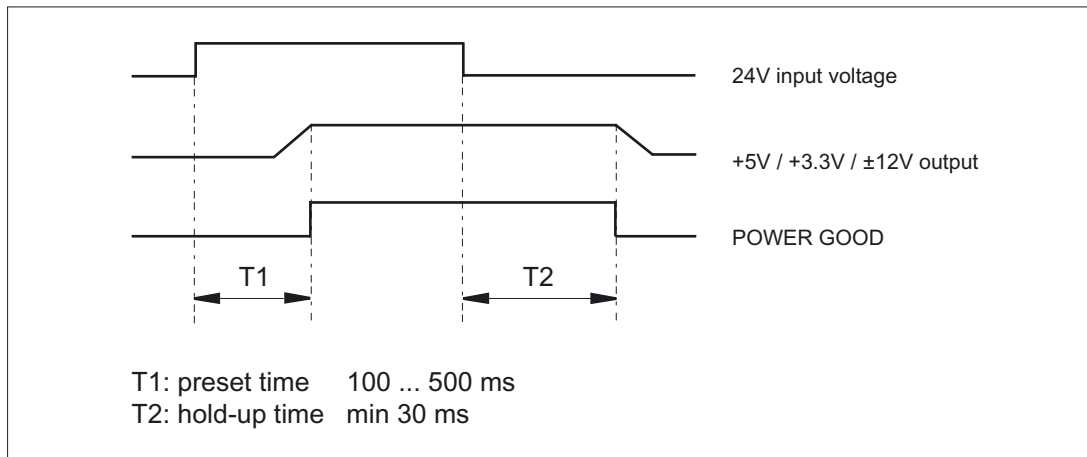 24V input voltage
+5V / +3.3V / ±12V output
POWER GOOD
T1
T2
T1: preset time 100 ... 500 ms
T2: hold-up time min 30 ms